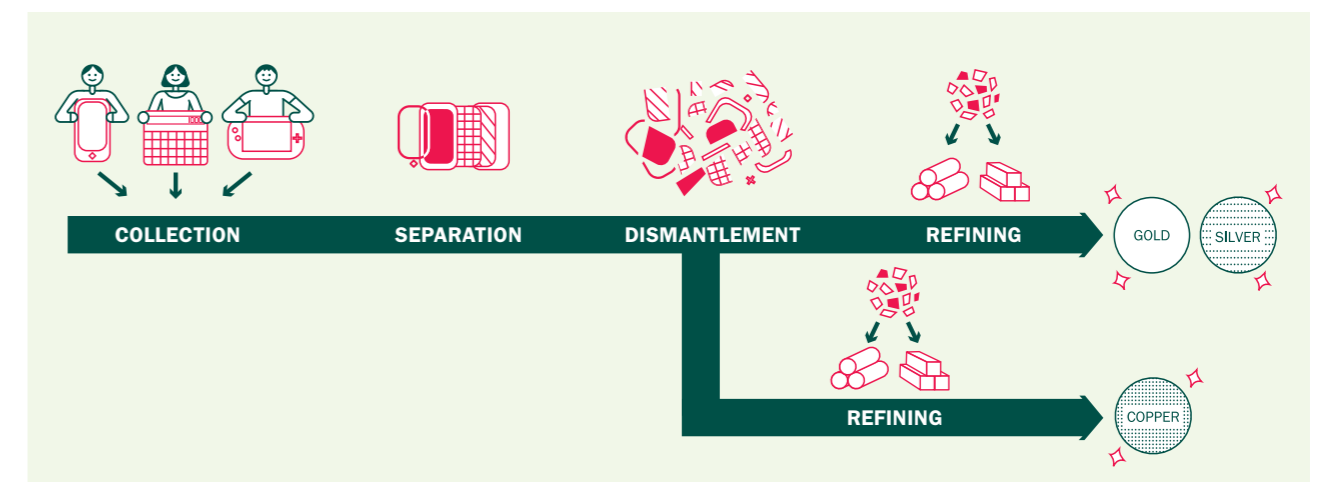 COLLECTION
SEPARATION
DISMANTLEMENT
REFINING
GOLD
SILVER
REFINING
COPPER